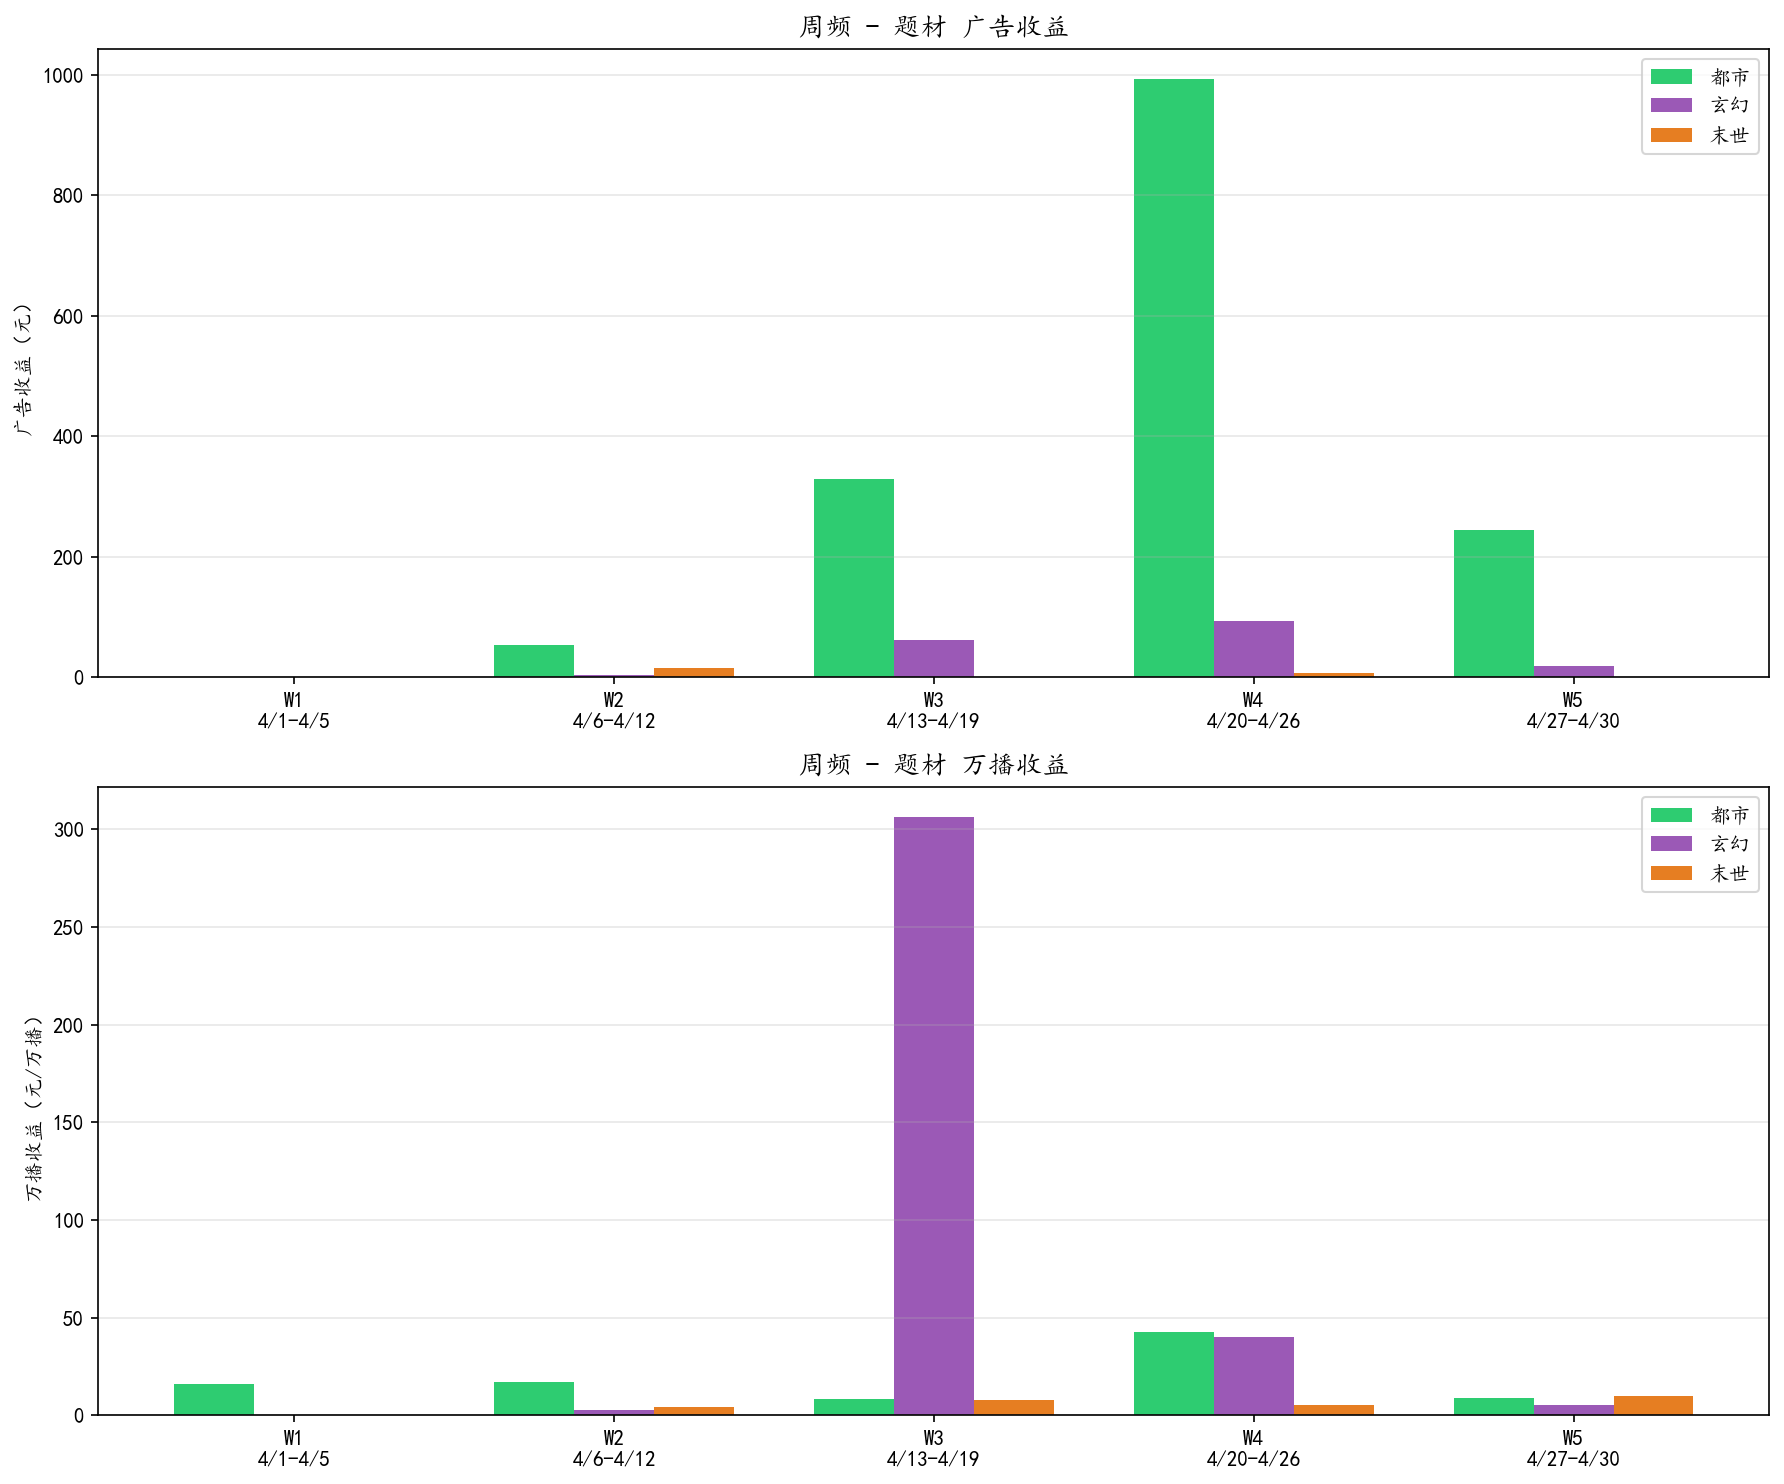 周频 - 题材 广告收益
都市
玄幻
末世
广告收益 (元)
1000
800
600
400
200
0
W1
4/1-4/5
W2
4/6-4/12
W3
4/13-4/19
W4
4/20-4/26
W5
4/27-4/30
周频 - 题材 万播收益
都市
玄幻
末世
万播收益 (元/万播)
300
250
200
150
100
50
0
W1
4/1-4/5
W2
4/6-4/12
W3
4/13-4/19
W4
4/20-4/26
W5
4/27-4/30